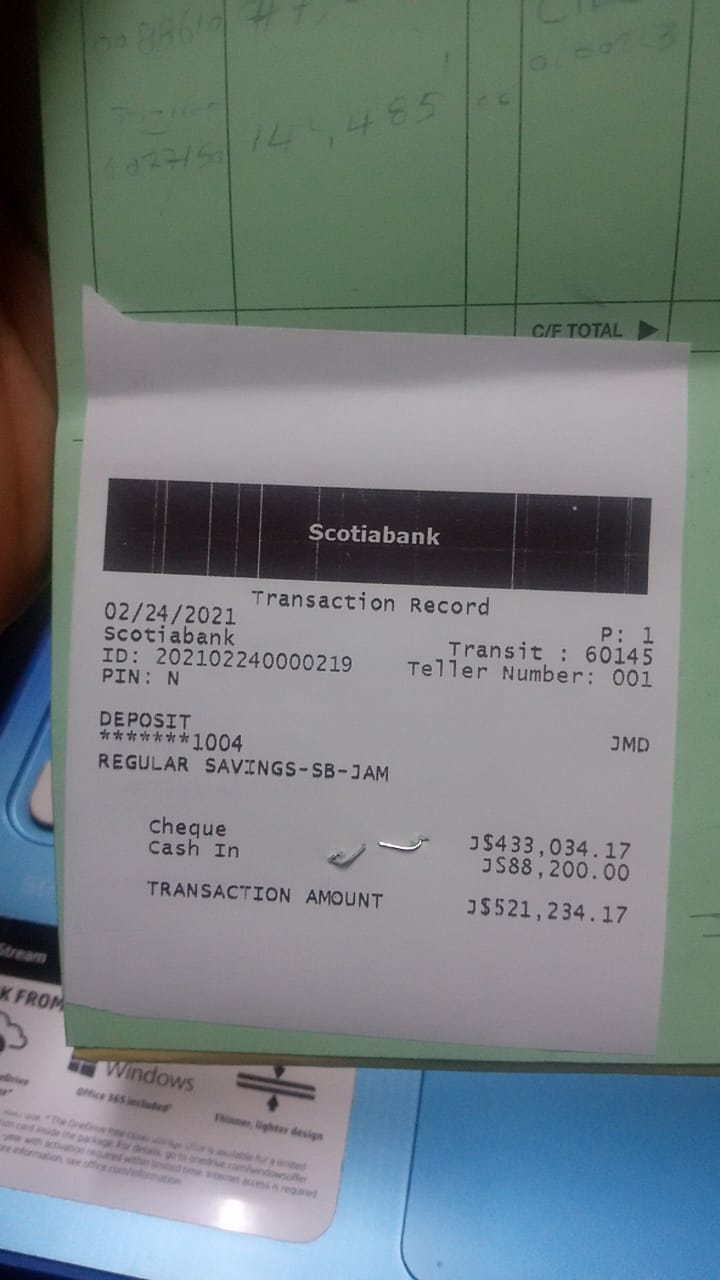 144,485
C/F TOTAL
Scotiabank
Transaction Record
02/24/2021 P: 1
Scotiabank Transit : 60145
ID: 202102240000219 Teller Number: 001
PIN: N
DEPOSIT
*******1004 JMD
REGULAR SAVINGS-SB-JAM
Cheque J$433,034.17
Cash In J$88,200.00
TRANSACTION AMOUNT J$521,234.17
Stream
K FROM
Windows
Office 365 included*
Thinner, lighter design